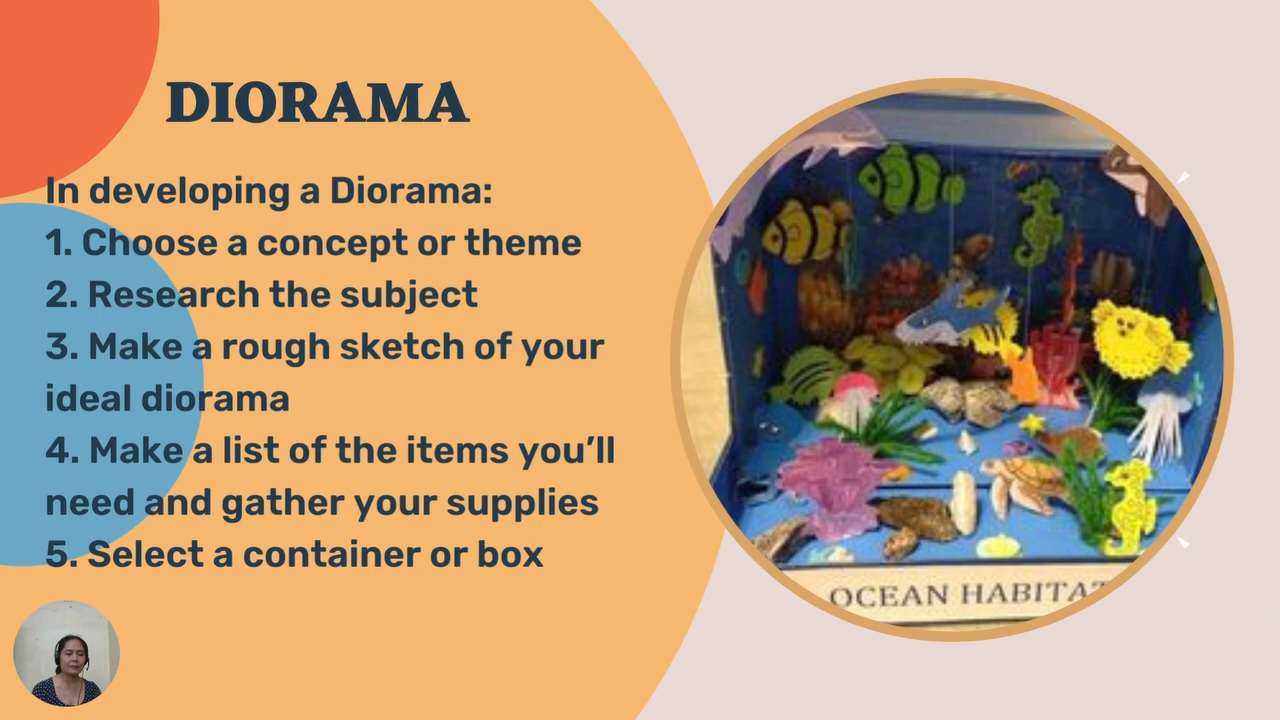 DIORAMA
In developing a Diorama:
1. Choose a concept or theme
2. Research the subject
3. Make a rough sketch of your
ideal diorama
4. Make a list of the items you’ll
need and gather your supplies
5. Select a container or box
OCEAN HABITAT